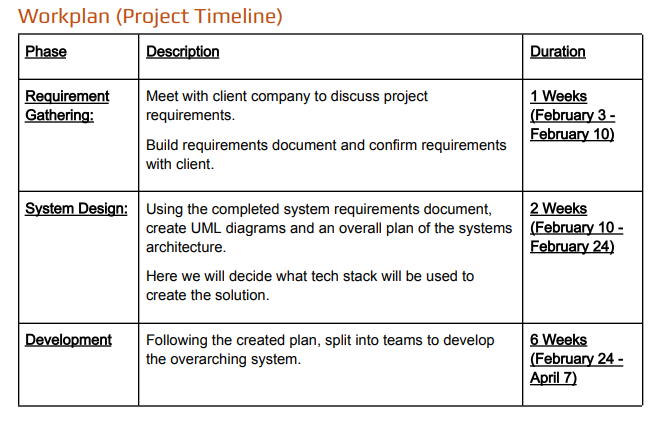 Workplan (Project Timeline)
Phase
Description
Duration
Requirement
Gathering:
Meet with client company to discuss project
requirements.
Build requirements document and confirm requirements
with client.
1 Weeks
(February 3 -
February 10)
System Design:
Using the completed system requirements document,
create UML diagrams and an overall plan of the systems
architecture.
Here we will decide what tech stack will be used to
create the solution.
2 Weeks
(February 10 -
February 24)
Development
Following the created plan, split into teams to develop
the overarching system.
6 Weeks
(February 24 -
April 7)